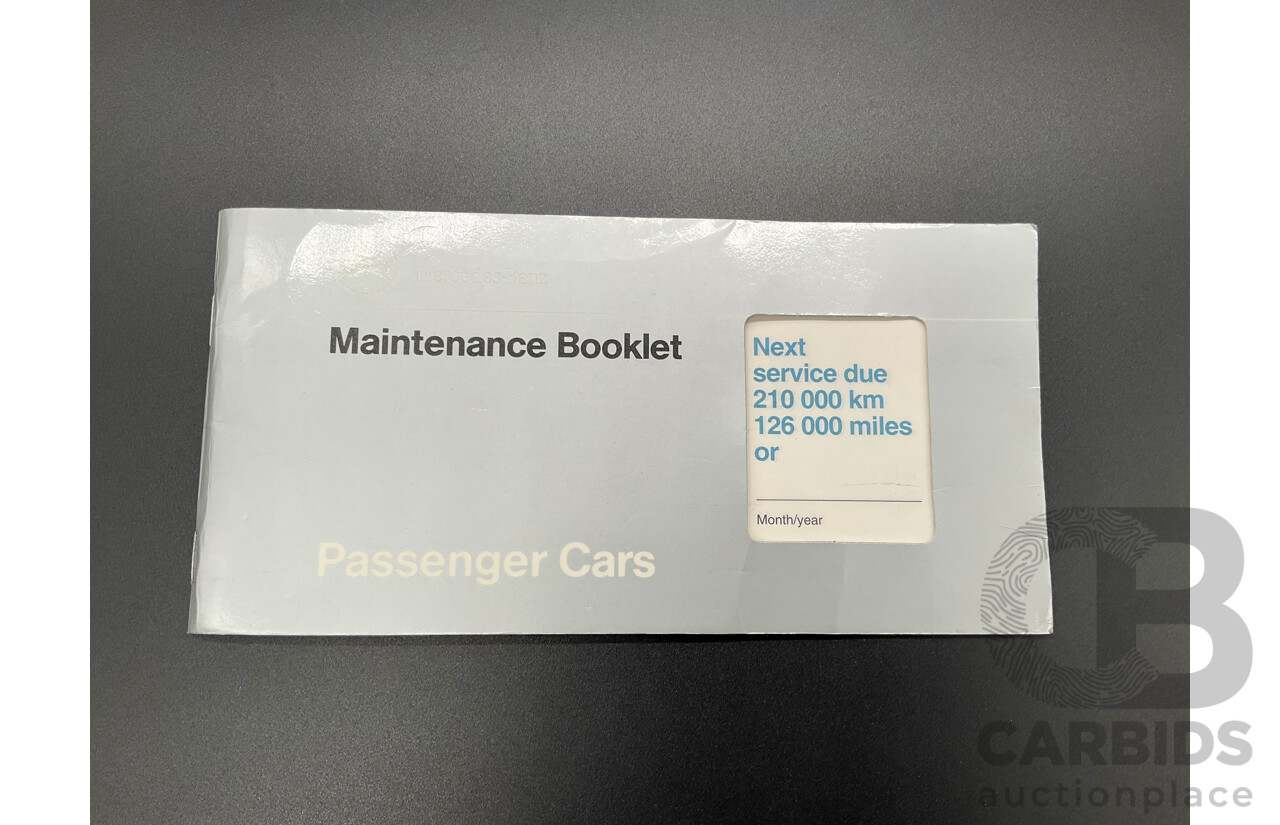 Mercedes-Benz
Maintenance Booklet
Passenger Cars
Next
service due
210 000 km
126 000 miles
or
Month/year
CB
CARBIDS
auctionplace